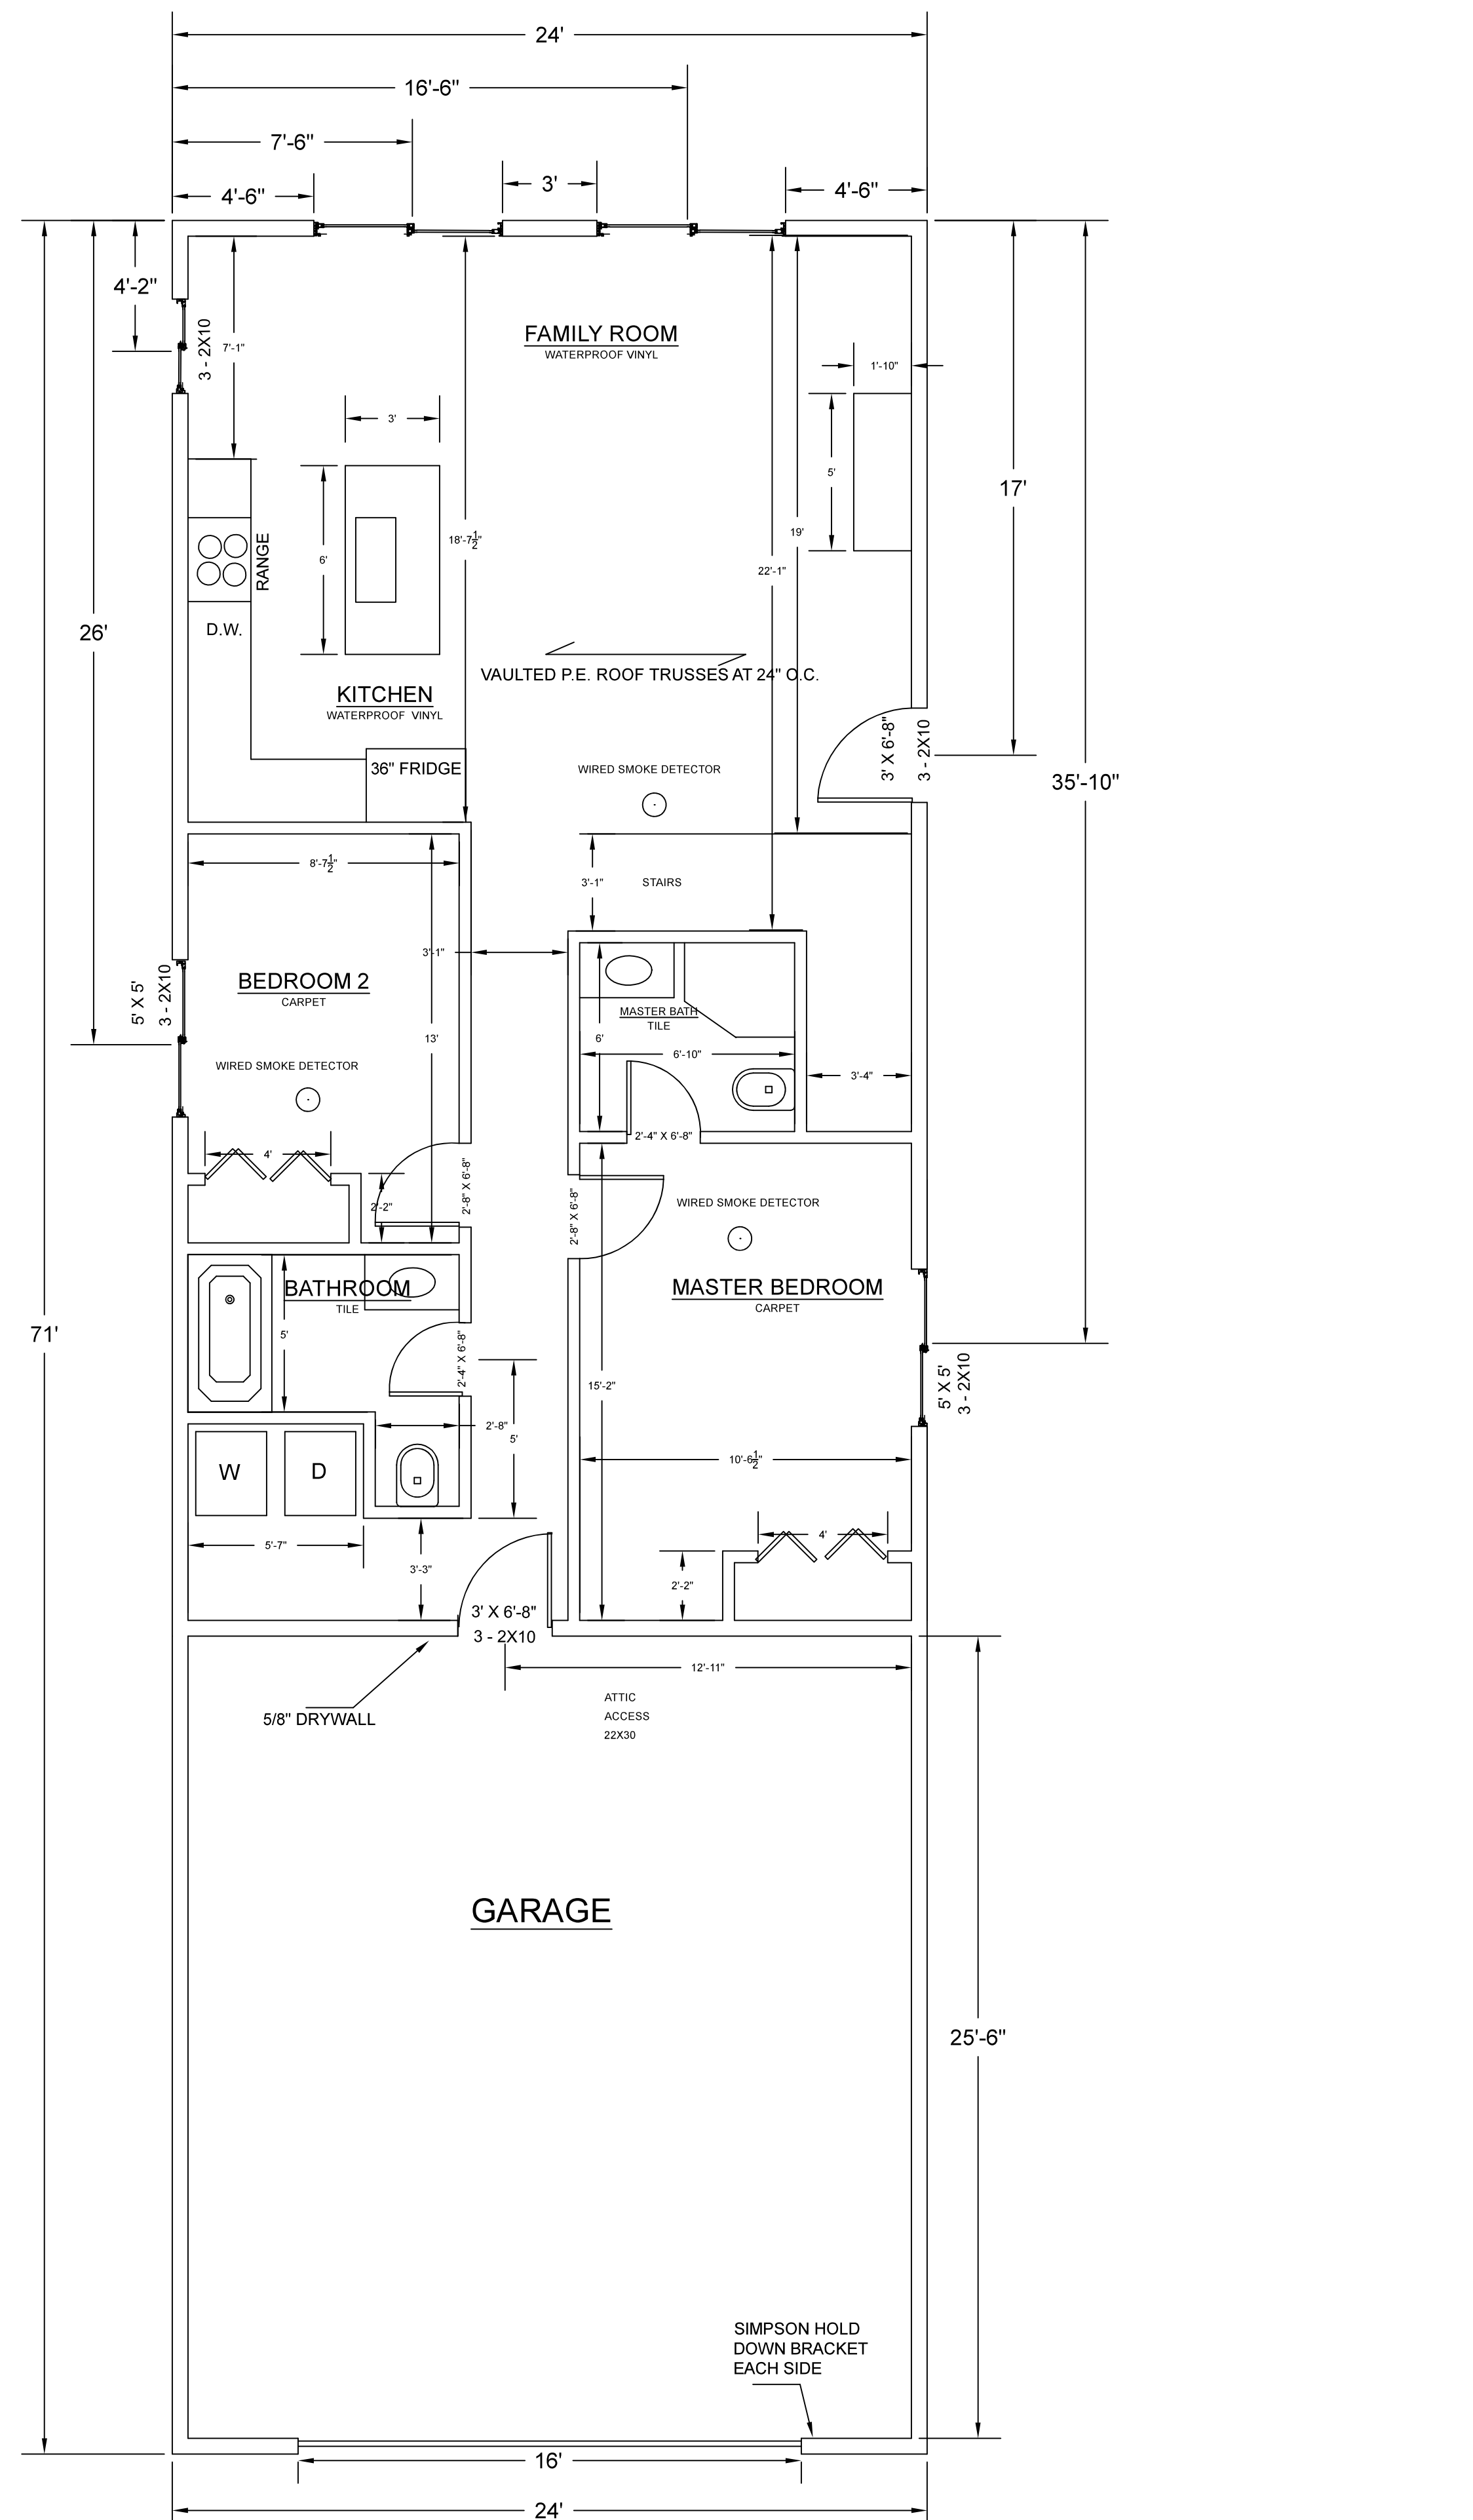 24'
16'-6"
7'-6"
3'
4'-6"
4'-6"
4'-2"
3 - 2X10
7'-1"
FAMILY ROOM
WATERPROOF VINYL
1'-10"
3'
5'
17'
RANGE
18'-7 1/2"
19'
6'
22'-1"
26'
D.W.
VAULTED P.E. ROOF TRUSSES AT 24" O.C.
KITCHEN
WATERPROOF VINYL
3' X 6'-8"
3 - 2X10
35'-10"
36" FRIDGE
WIRED SMOKE DETECTOR
8'-7 1/2"
3'-1"
STAIRS
3'-1"
BEDROOM 2
CARPET
5' X 5'
3 - 2X10
MASTER BATH
TILE
13'
6'
6'-10"
WIRED SMOKE DETECTOR
3'-4"
2'-4" X 6'-8"
4'
2'-8" X 6'-8"
2'-2"
2'-8" X 6'-8"
WIRED SMOKE DETECTOR
BATHROOM
TILE
MASTER BEDROOM
CARPET
71'
5'
2'-4" X 6'-8"
15'-2"
5' X 5'
3 - 2X10
2'-8"
5'
10'-6 1/2"
W
D
4'
5'-7"
3'-3"
2'-2"
3' X 6'-8"
3 - 2X10
12'-11"
5/8" DRYWALL
ATTIC
ACCESS
22X30
GARAGE
25'-6"
SIMPSON HOLD
DOWN BRACKET
EACH SIDE
16'
24'